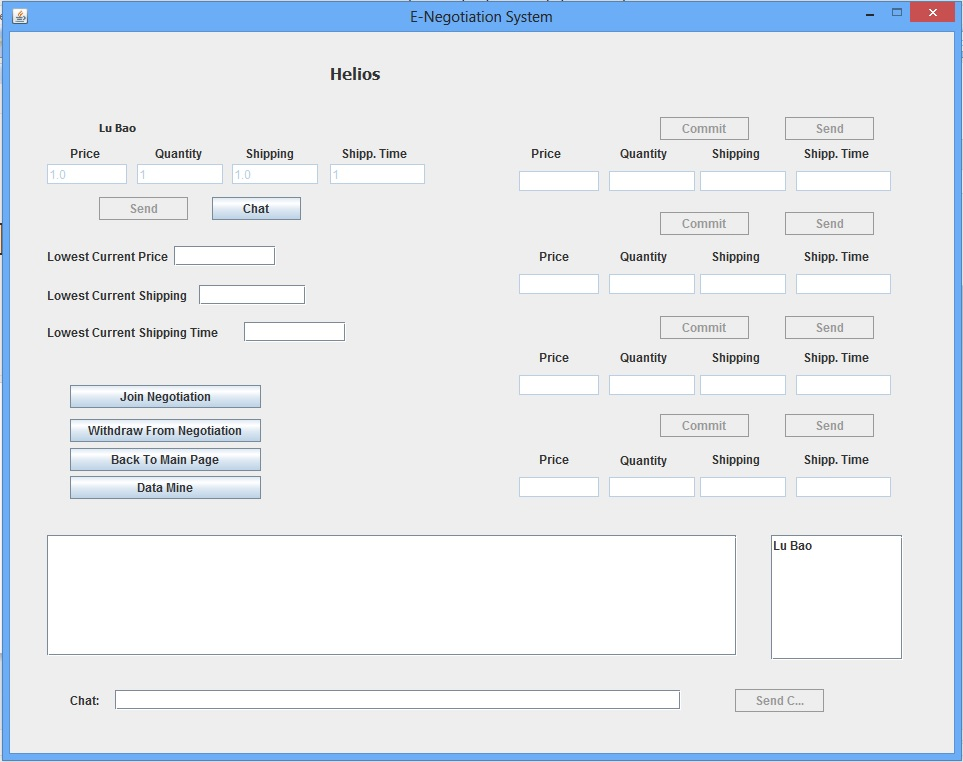 E-Negotiation System
Helios
Lu Bao
Price Quantity Shipping Shipp. Time
1.0 1 1.0 1
Send Chat
Lowest Current Price
Lowest Current Shipping
Lowest Current Shipping Time
Join Negotiation
Withdraw From Negotiation
Back To Main Page
Data Mine
Commit Send
Price Quantity Shipping Shipp. Time
Commit Send
Price Quantity Shipping Shipp. Time
Commit Send
Price Quantity Shipping Shipp. Time
Commit Send
Price Quantity Shipping Shipp. Time
Lu Bao
Chat: Send C...